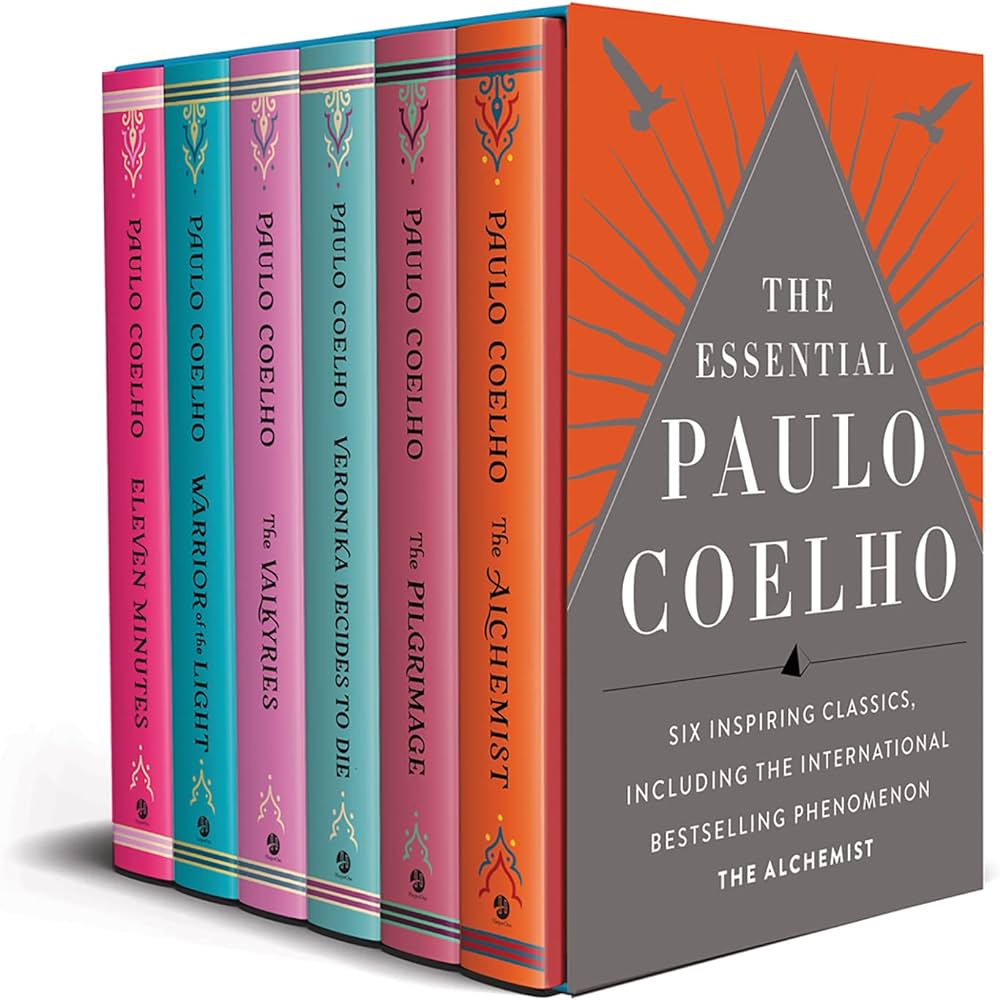 PAULO COELHO ELEVEN MINUTES
PAULO COELHO WARRIOR of the LIGHT
PAULO COELHO The VALKYRIES
PAULO COELHO VERONIKA DECIDES TO DIE
PAULO COELHO The PILGRIMAGE
PAULO COELHO The ALCHEMIST
THE
ESSENTIAL
PAULO
COELHO
SIX INSPIRING CLASSICS,
INCLUDING THE INTERNATIONAL
BESTSELLING PHENOMENON
THE ALCHEMIST